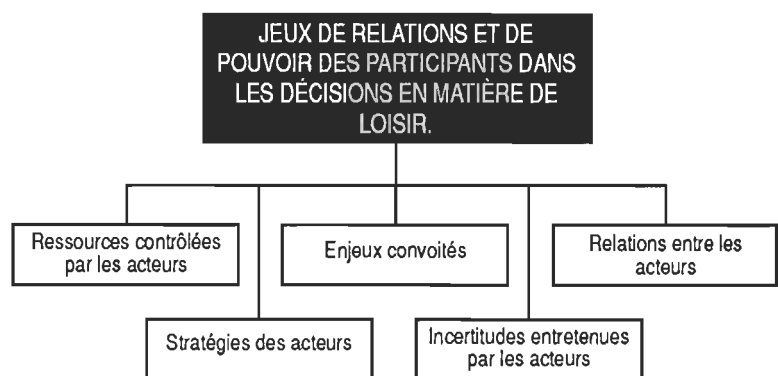 JEUX DE RELATIONS ET DE
POUVOIR DES PARTICIPANTS DANS
LES DÉCISIONS EN MATIÈRE DE
LOISIR.
Ressources contrôlées
par les acteurs
Enjeux convoités
Relations entre les
acteurs
Stratégies des acteurs
Incertitudes entretenues
par les acteurs